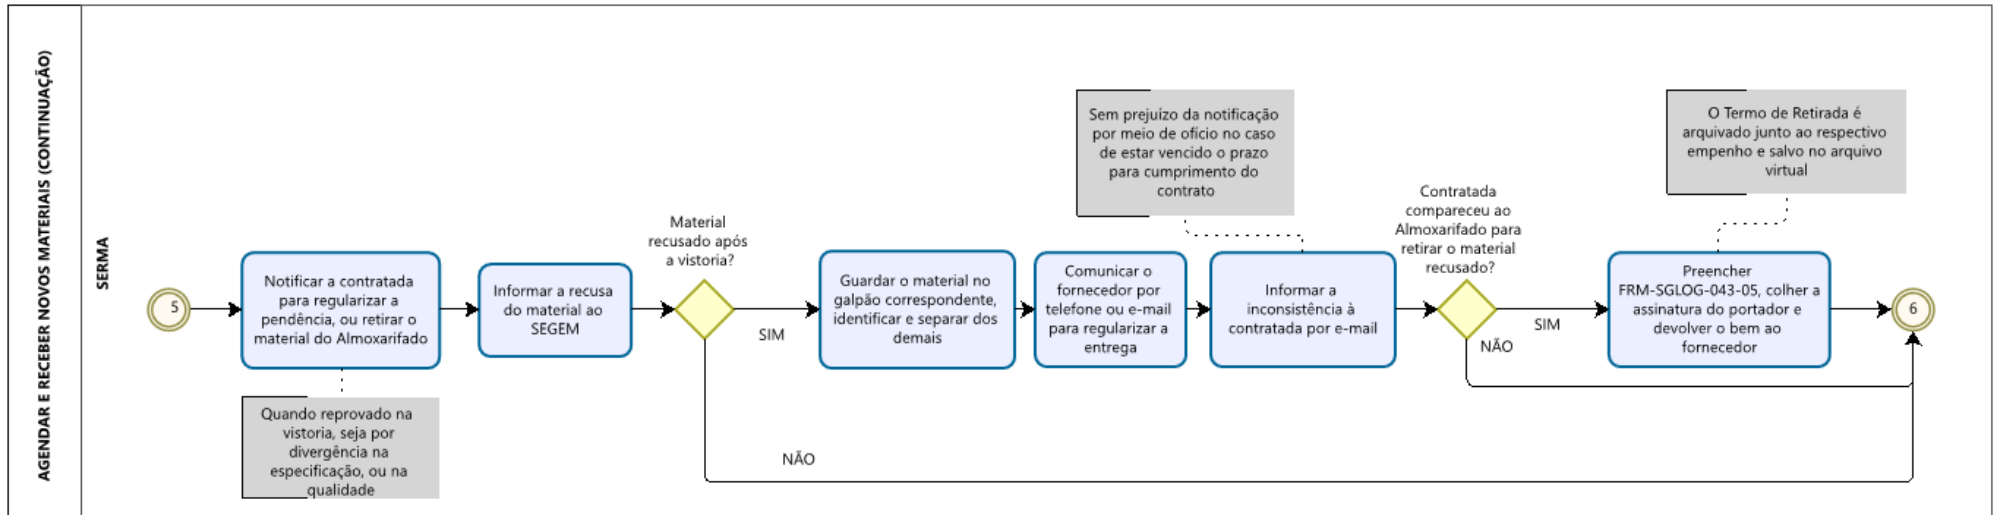 AGENDAR E RECEBER NOVOS MATERIAIS (CONTINUAÇÃO)
SERMA
5
Notificar a contratada
para regularizar a
pendência, ou retirar o
material do Almoxarifado
Quando reprovado na
vistoria, seja por
divergência na
especificação, ou na
qualidade
Informar a recusa
do material ao
SEGEM
Material
recusado após
a vistoria?
SIM
NÃO
Guardar o material no
galpão correspondente,
identificar e separar dos
demais
Comunicar o
fornecedor por
telefone ou e-mail
para regularizar a
entrega
Sem prejuízo da notificação
por meio de ofício no caso
de estar vencido o prazo
para cumprimento do
contrato
Informar a
inconsistência à
contratada por e-mail
Contratada
compareceu ao
Almoxarifado para
retirar o material
recusado?
SIM
NÃO
O Termo de Retirada é
arquivado junto ao respectivo
empenho e salvo no arquivo
virtual
Preencher
FRM-SGLOG-043-05, colher a
assinatura do portador e
devolver o bem ao
fornecedor
6